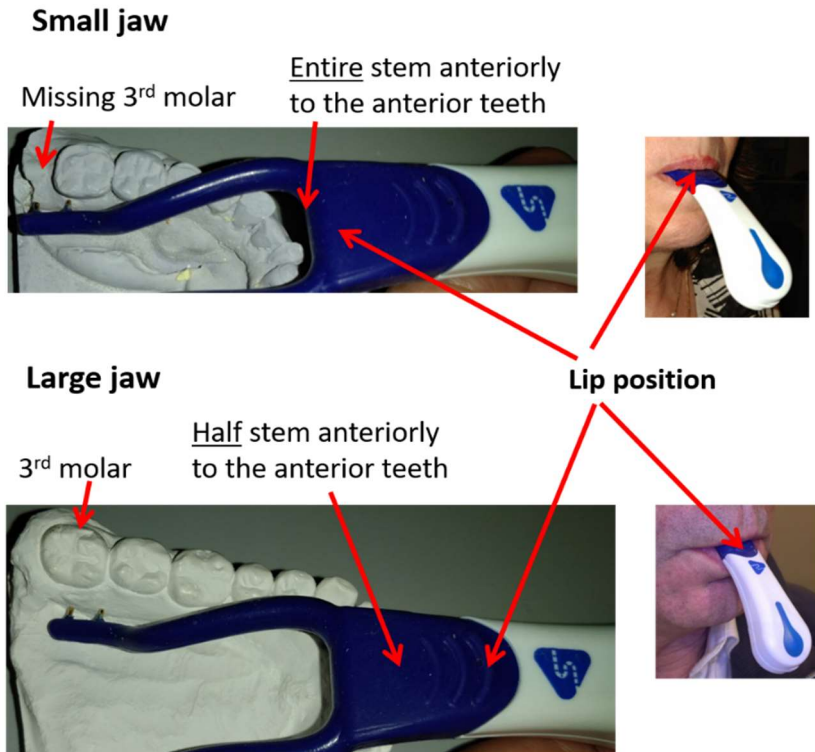 Small jaw
Missing 3rd molar
Entire stem anteriorly
to the anterior teeth
Lip position
Large jaw
Half stem anteriorly
to the anterior teeth
3rd molar